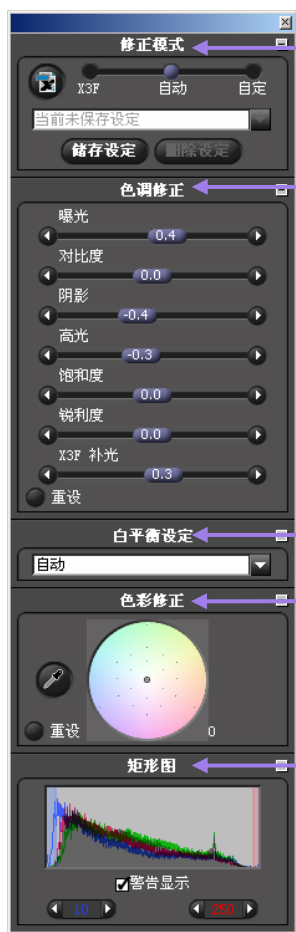 修正模式
X3F 自动 自定
当前未保存设定
储存设定 删除设定
色调修正
曝光
0.4
对比度
0.0
阴影
-0.4
高光
-0.3
饱和度
0.0
锐利度
0.0
X3F 补光
0.3
重设
白平衡设定
自动
色彩修正
重设 0
矩形图
警告显示
10 250